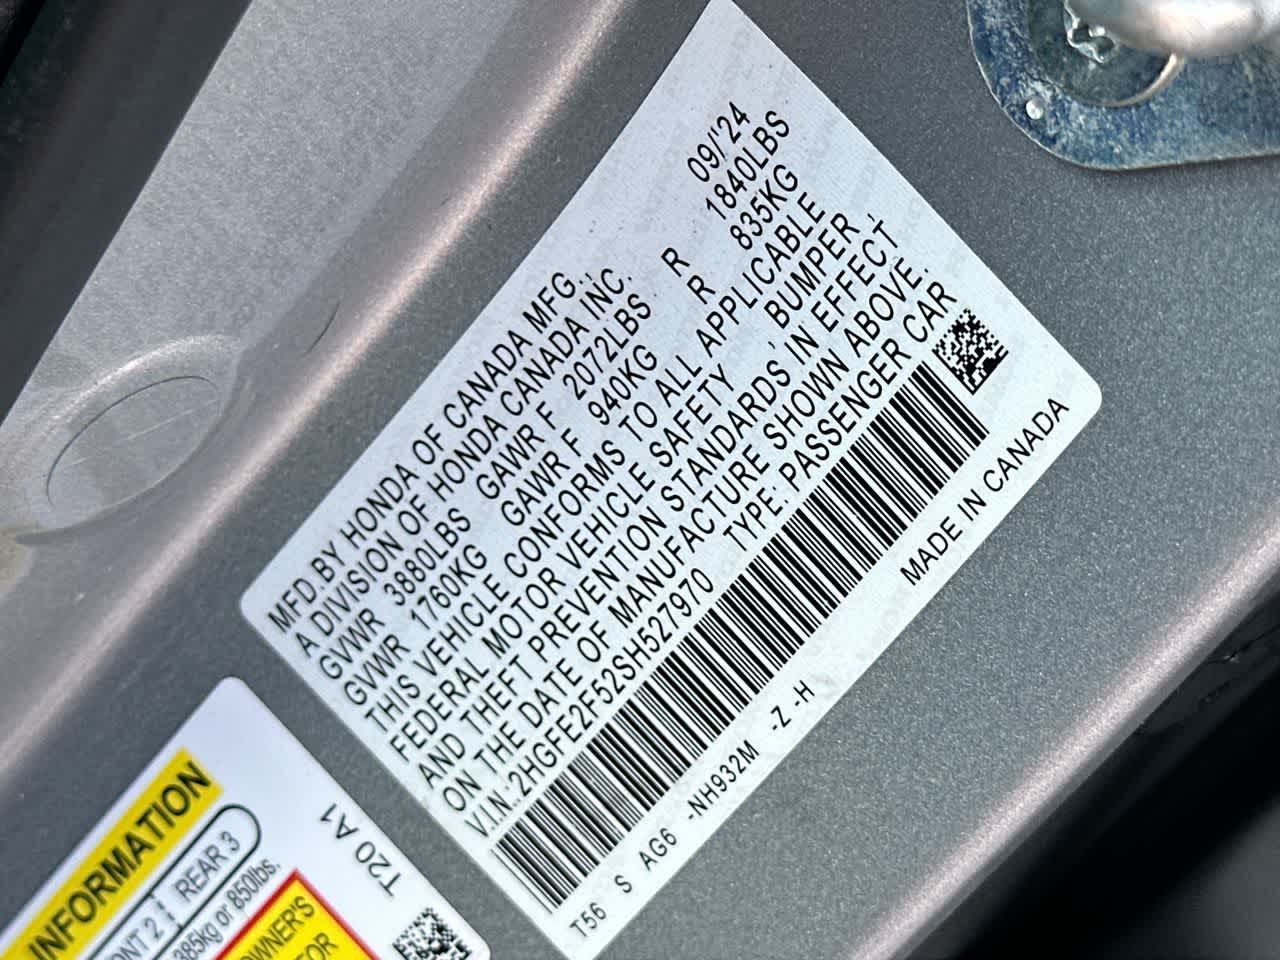 MFD.BY HONDA OF CANADA MFG.,
A DIVISION OF HONDA CANADA INC. 09/'24
GVWR 3880LBS GAWR F 2072LBS R 1840LBS
GVWR 1760KG GAWR F 940KG R 835KG
THIS VEHICLE CONFORMS TO ALL APPLICABLE
FEDERAL MOTOR VEHICLE SAFETY, BUMPER,
AND THEFT PREVENTION STANDARDS IN EFFECT
ON THE DATE OF MANUFACTURE SHOWN ABOVE.
V.I.N.:2HGFE2F52SH527970 TYPE: PASSENGER CAR
MADE IN CANADA
T56 S AG6 -NH932M -Z -H
INFORMATION
2 REAR 3
385kg or 850lbs.
OWNER'S
T20 A1